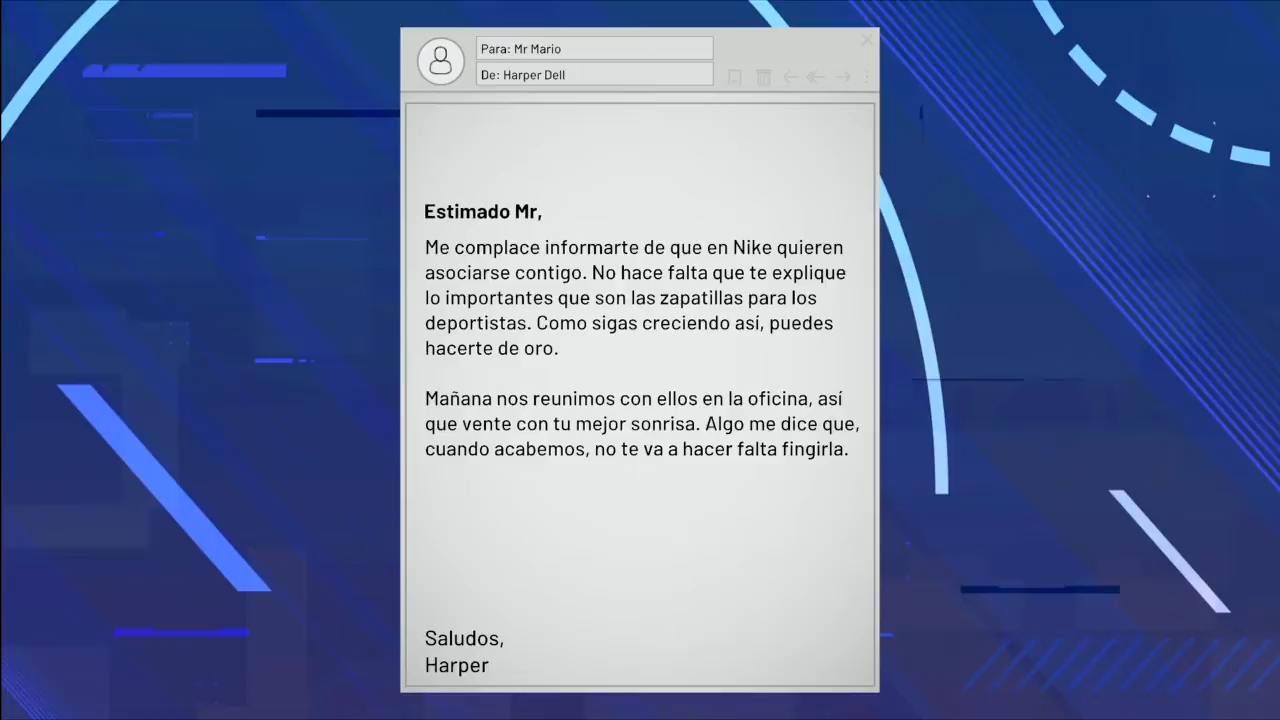 Para: Mr Mario
De: Harper Dell
Estimado Mr,
Me complace informarte de que en Nike quieren
asociarse contigo. No hace falta que te explique
lo importantes que son las zapatillas para los
deportistas. Como sigas creciendo así, puedes
hacerte de oro.
Mañana nos reunimos con ellos en la oficina, así
que vente con tu mejor sonrisa. Algo me dice que,
cuando acabemos, no te va a hacer falta fingirla.
Saludos,
Harper